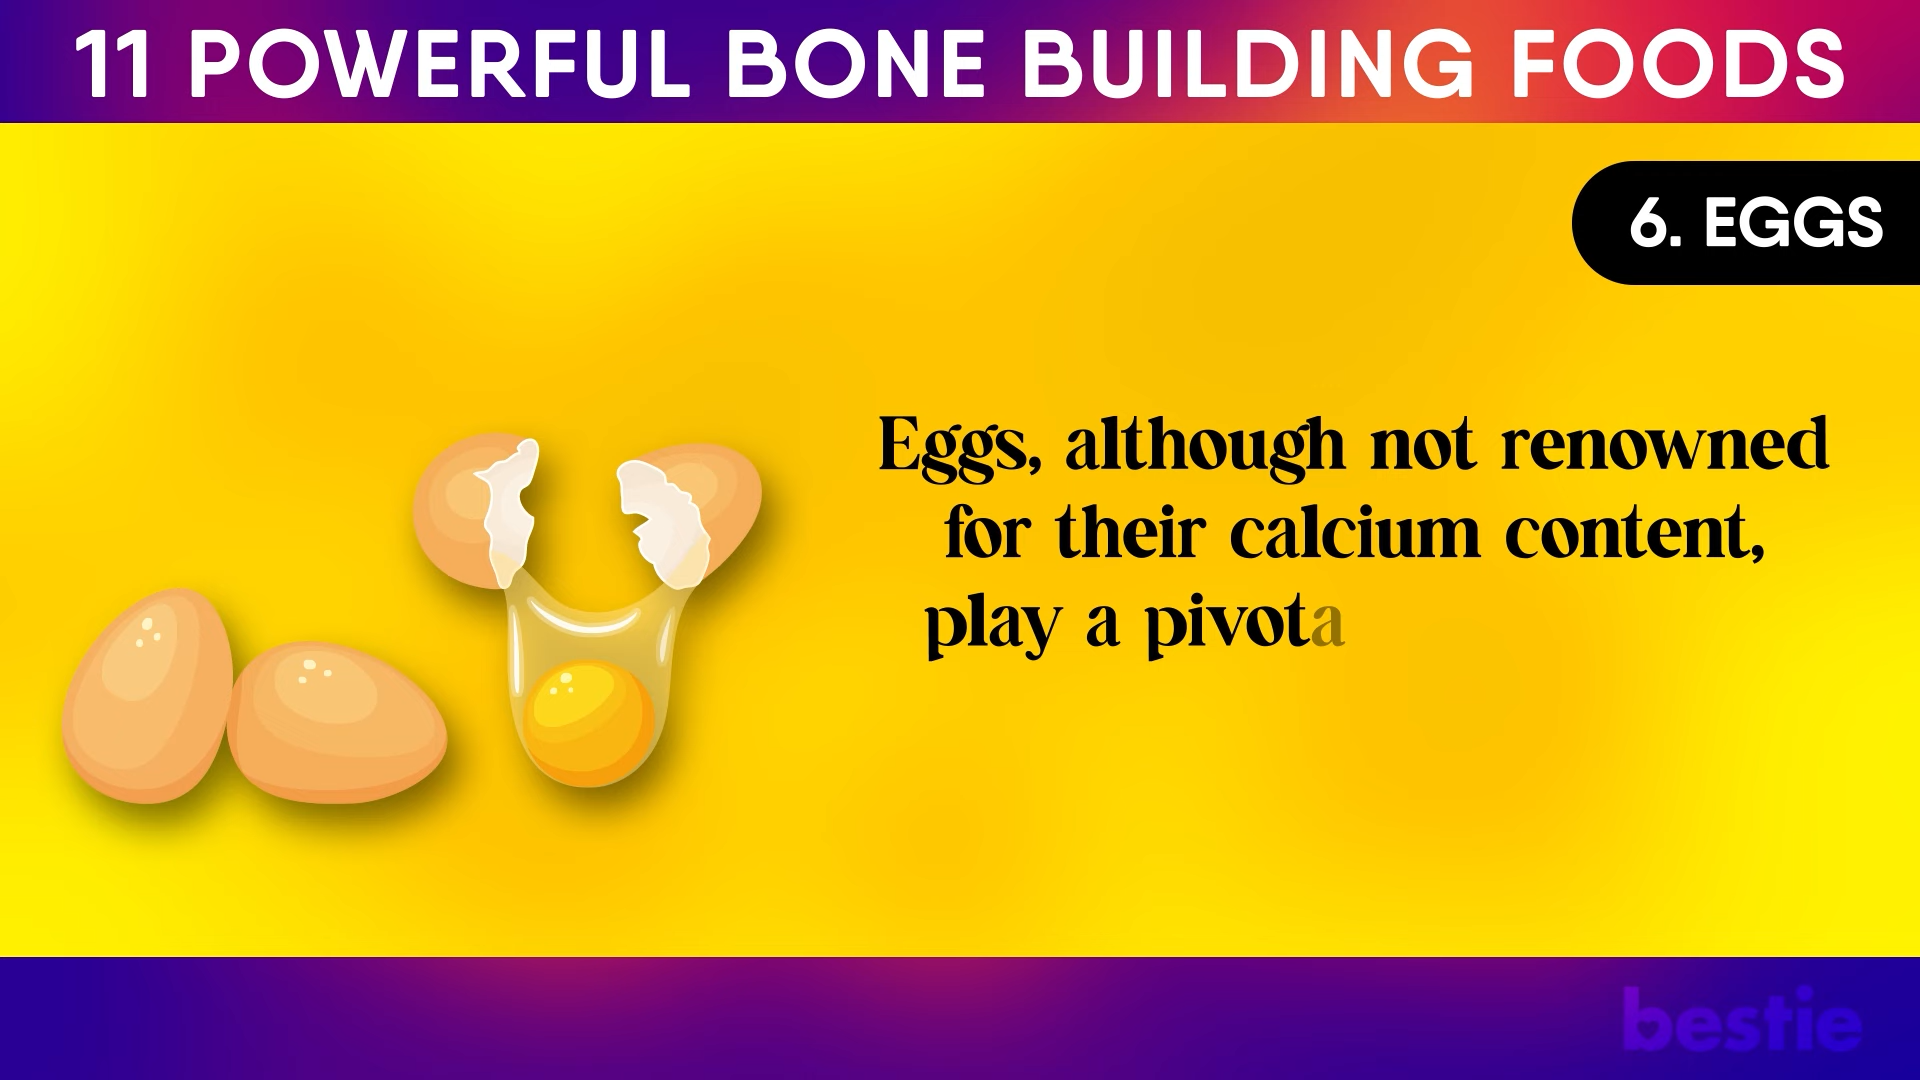 11 POWERFUL BONE BUILDING FOODS
6. EGGS
Eggs, although not renowned
for their calcium content,
play a pivota
bestie